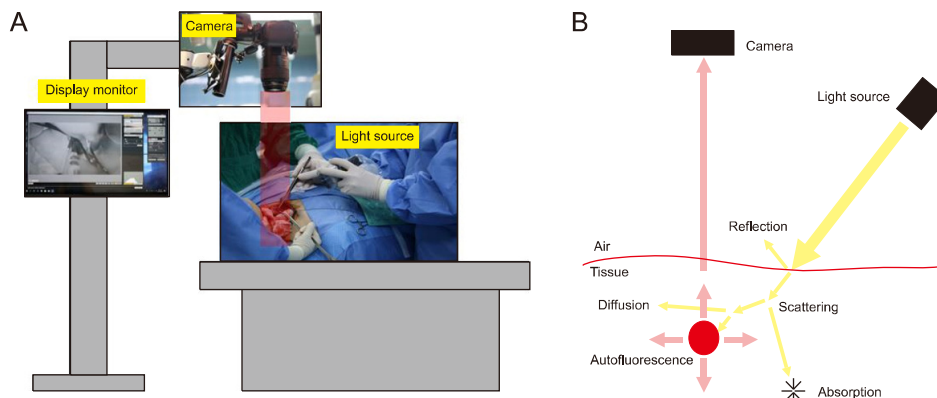 A
Camera
Display monitor
Light source
B
Camera
Light source
Reflection
Air
Tissue
Diffusion
Scattering
Autofluorescence
Absorption